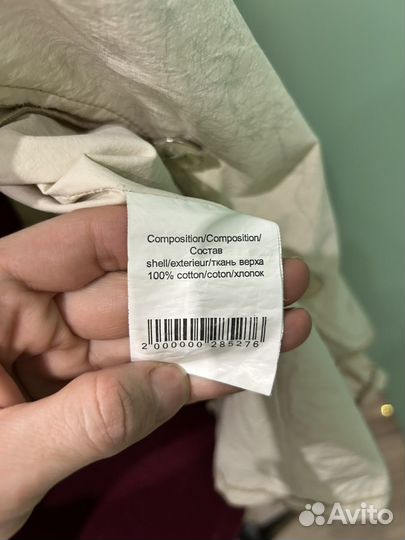 Composition/Composition/
Состав
shell/exterieur/ткань верха
100% cotton/coton/хлопок
2 000000 285276
Avito